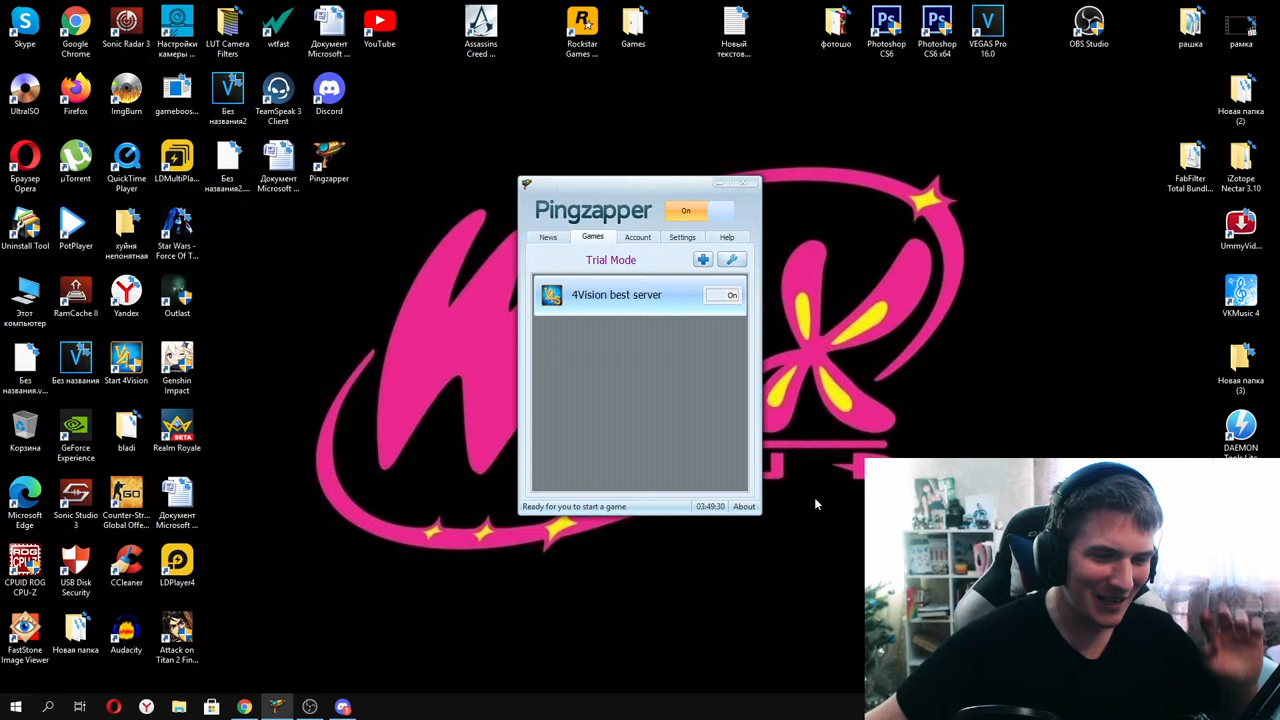 Skype
Google
Chrome
Sonic Radar 3
Настройки
камеры ...
LUT Camera
Filters
wtfast
Документ
Microsoft ...
YouTube
Assassins
Creed ...
Rockstar
Games ...
Games
Новый
текстов...
фотошо
Photoshop
CS6
Photoshop
CS6 x64
VEGAS Pro
16.0
OBS Studio
рашка
рамка
UltraISO
Firefox
ImgBurn
gameboos...
Без
названия2
TeamSpeak 3
Client
Discord
Новая папка
(2)
Браузер
Opera
µTorrent
QuickTime
Player
LDMultiPla...
Без
названия2...
Документ
Microsoft ...
Pingzapper
FabFilter
Total Bundl...
iZotope
Nectar 3.10
Uninstall Tool
PotPlayer
хуйня
непонятная
Star Wars -
Force Of T...
UmmyVid...
Этот
компьютер
RamCache II
Yandex
Outlast
VKMusic 4
Без
названия.v...
Без названия
Start 4Vision
Genshin
Impact
Новая папка
(3)
Корзина
GeForce
Experience
bladi
Realm Royale
BETA
DAEMON
Tools Lite
Microsoft
Edge
Sonic Studio
3
Counter-Str...
Global Offe...
Документ
Microsoft ...
CPUID ROG
CPU-Z
USB Disk
Security
CCleaner
LDPlayer4
FastStone
Image Viewer
Новая папка
Audacity
Attack on
Titan 2 Fin...
Pingzapper
On
News
Games
Account
Settings
Help
Trial Mode
4Vision best server
On
Ready for you to start a game
03:49:30
About